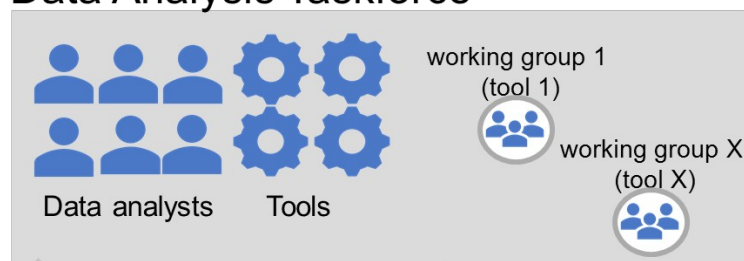 Data Analysis Taskforce
working group 1
(tool 1)
working group X
(tool X)
Data analysts
Tools